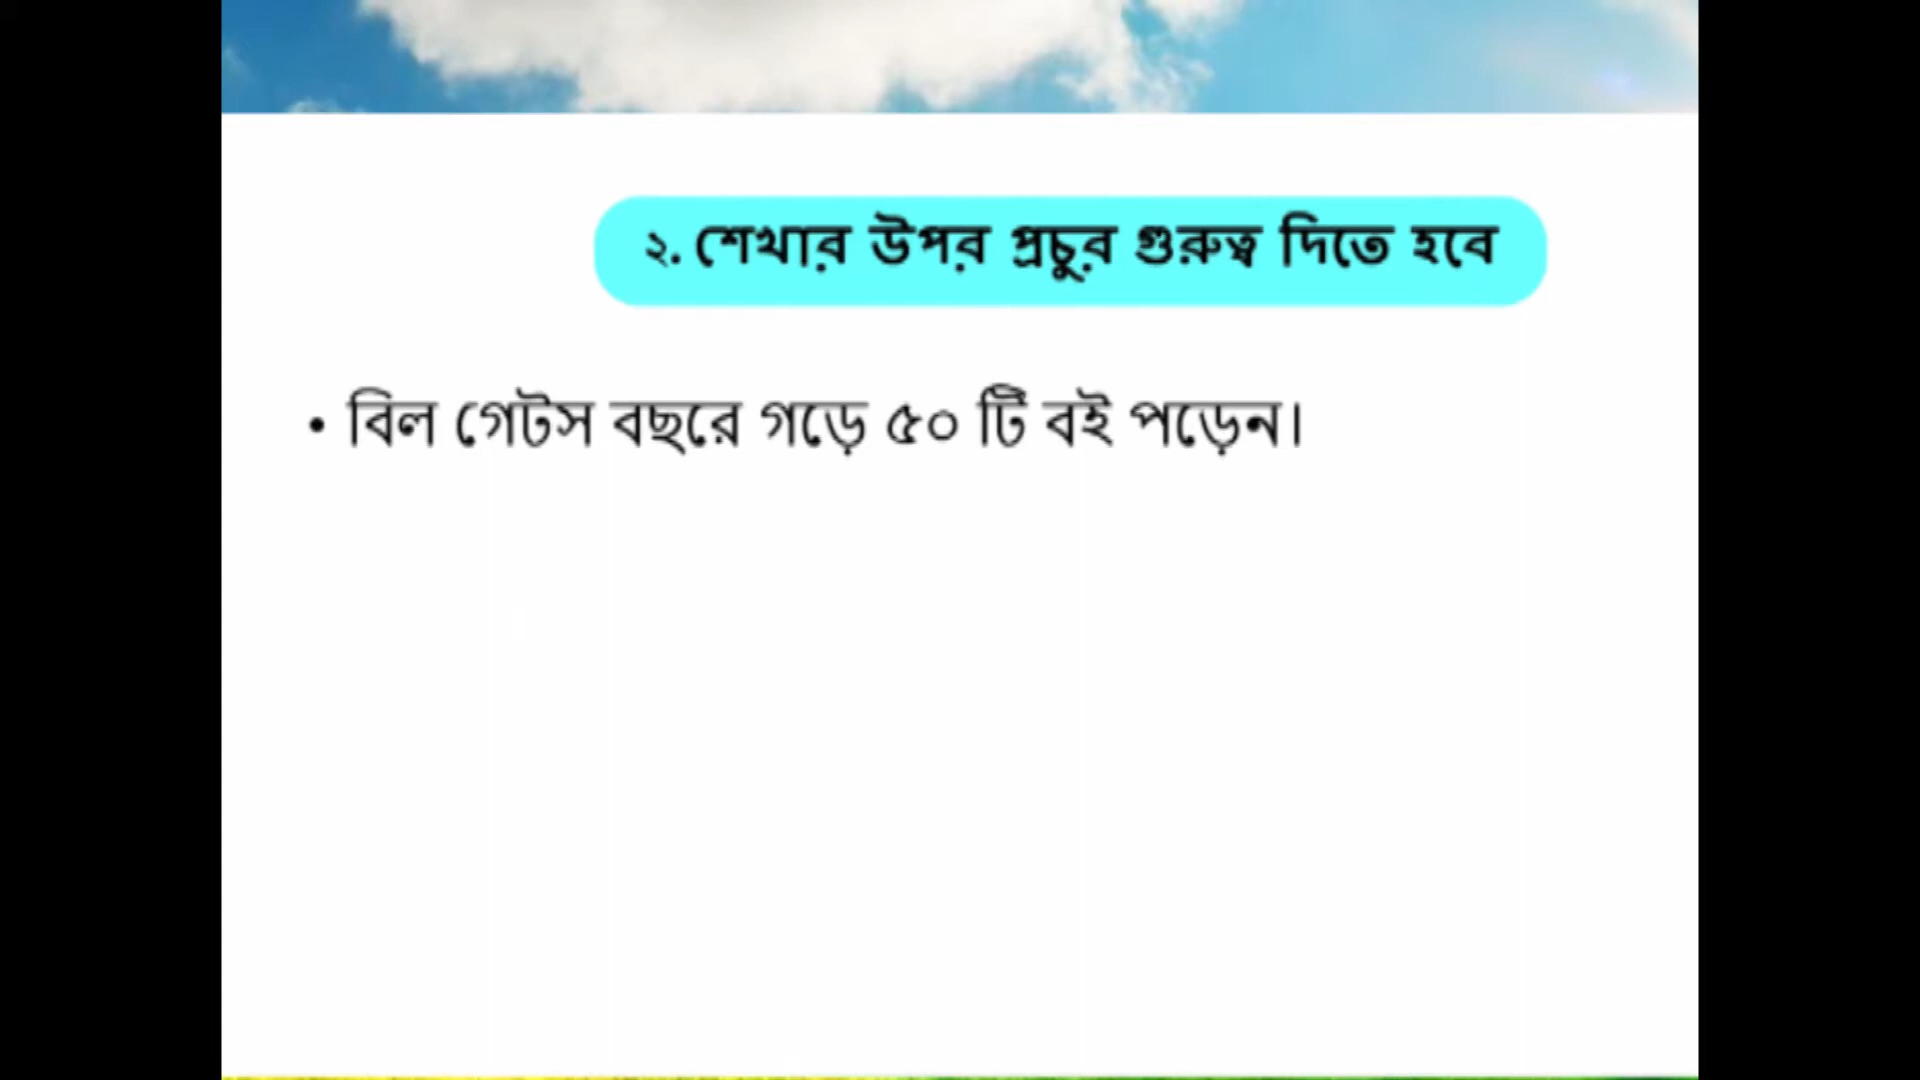 ২. শেখার উপর প্রচুর গুরুত্ব দিতে হবে
• বিল গেটস বছরে গড়ে ৫০ টি বই পড়েন।